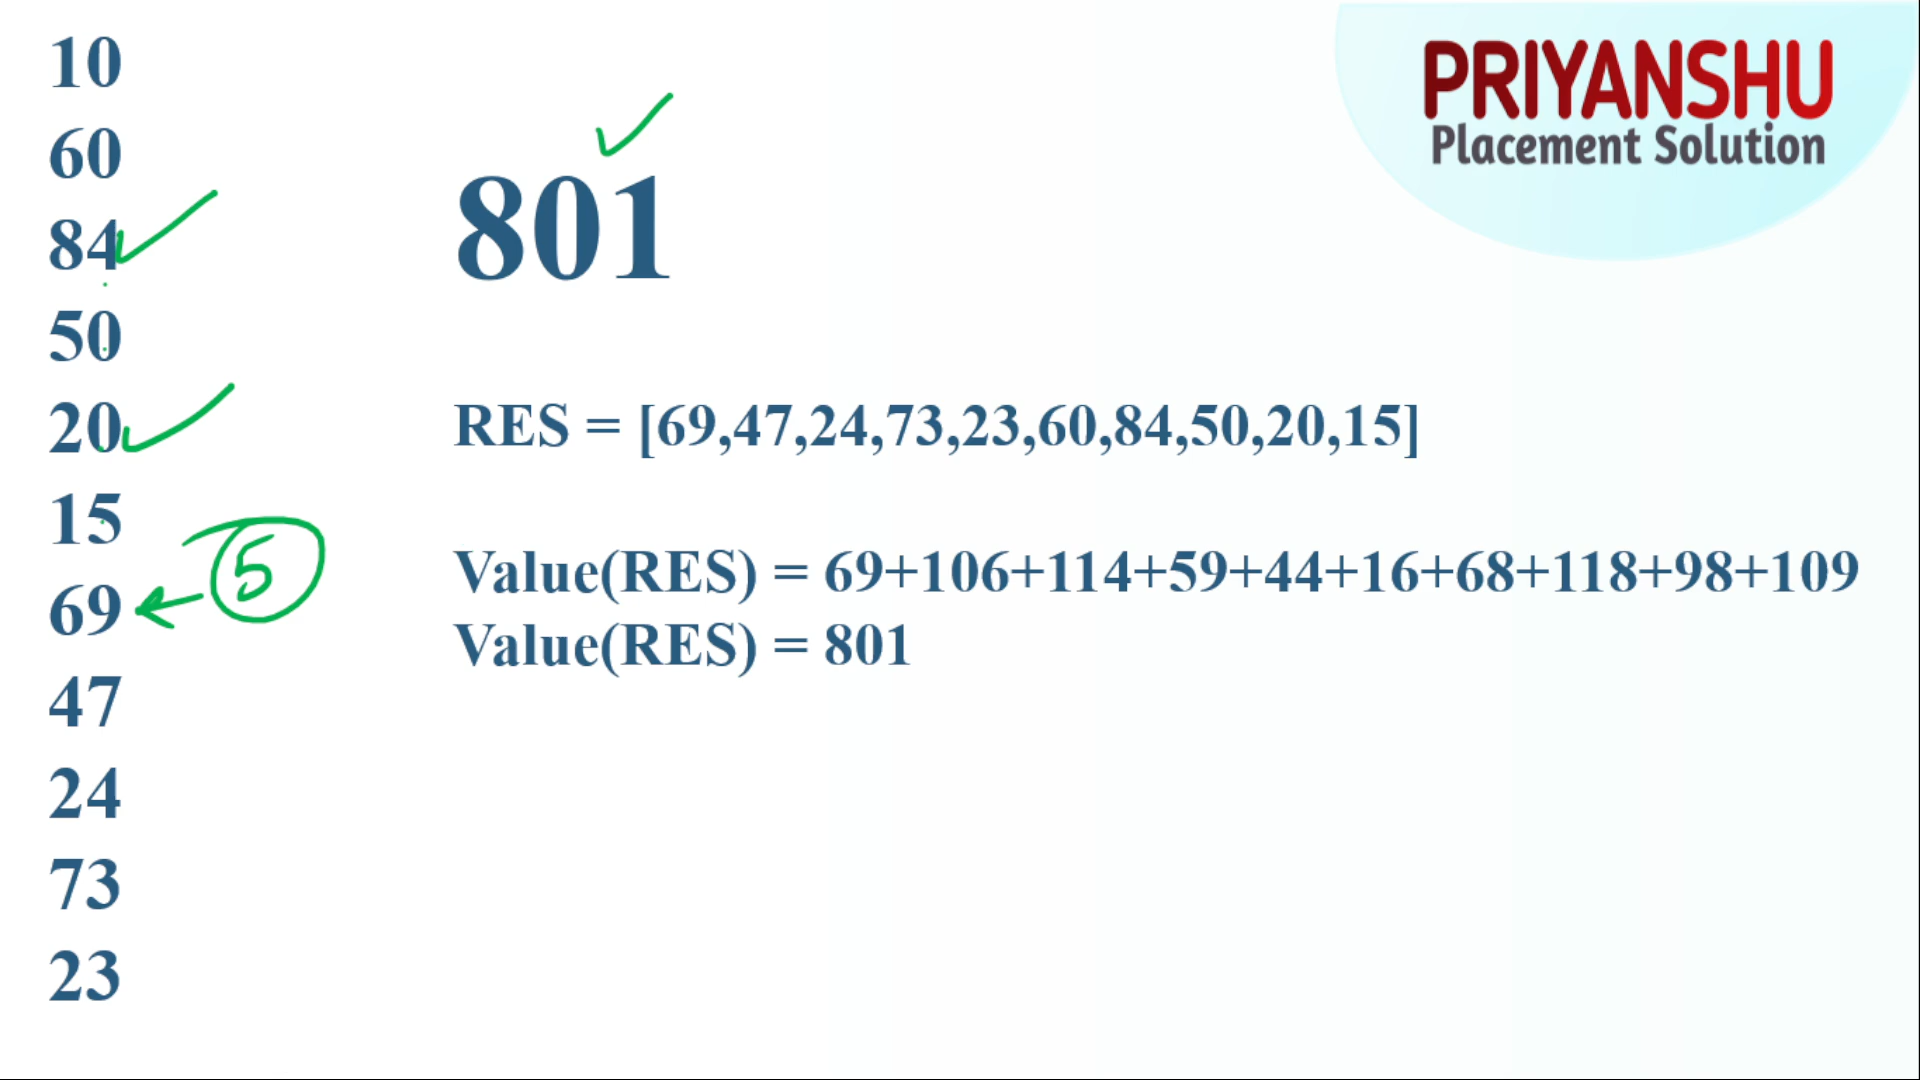 10
60
84
50
20
15
69
47
24
73
23
5
801
RES = [69,47,24,73,23,60,84,50,20,15]
Value(RES) = 69+106+114+59+44+16+68+118+98+109
Value(RES) = 801
PRIYANSHU
Placement Solution